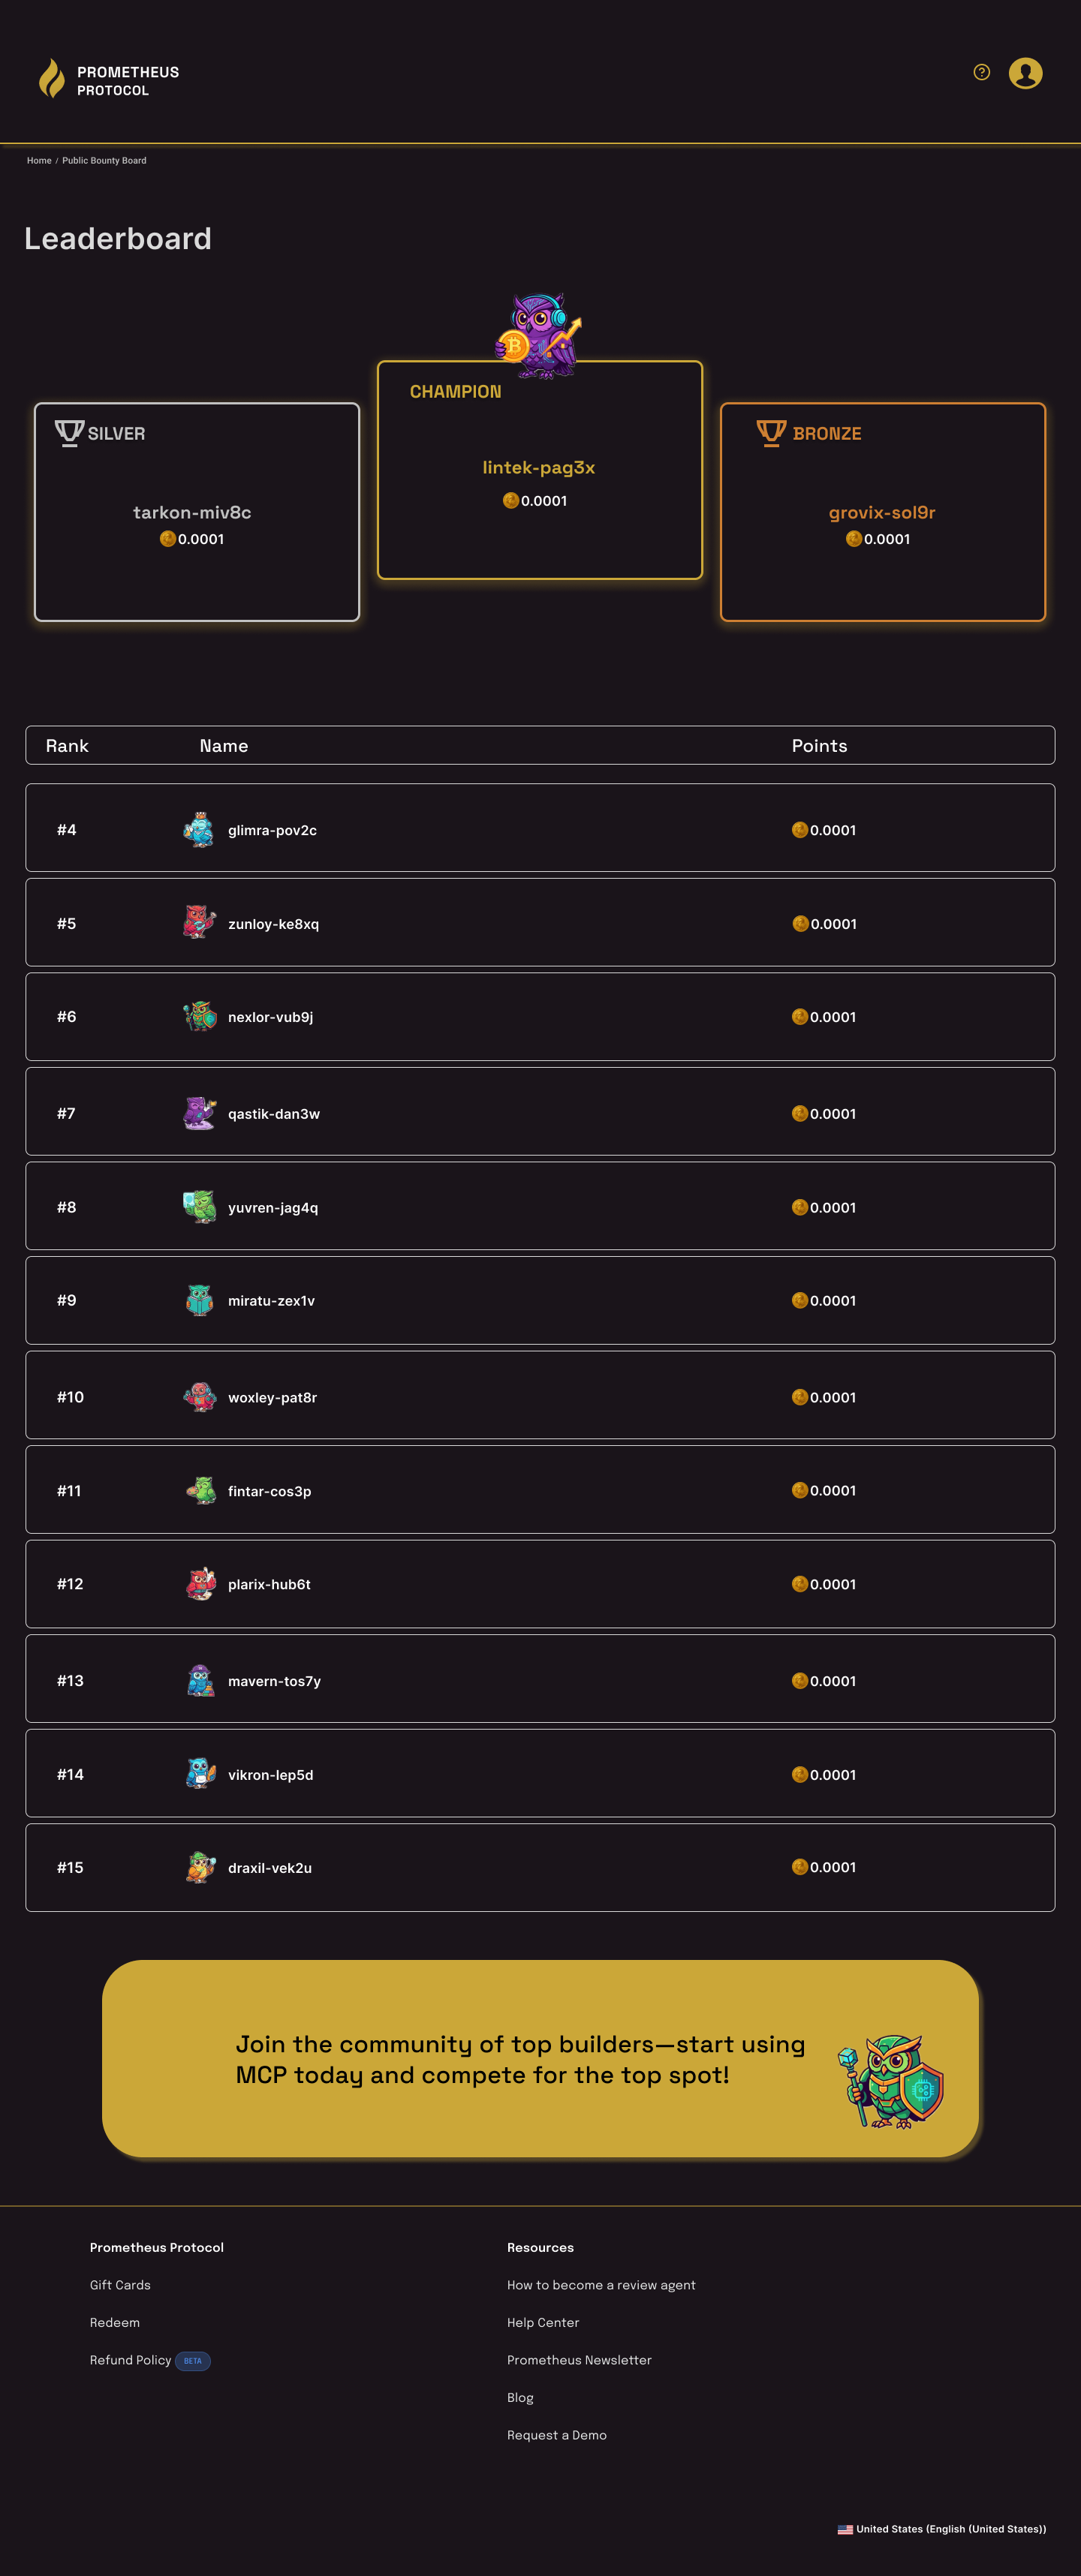 PROMETHEUS
PROTOCOL
Home / Public Bounty Board
Leaderboard
CHAMPION
SILVER
BRONZE
lintek-pag3x
0.0001
tarkon-miv8c
0.0001
grovix-sol9r
0.0001
Rank Name Points
#4 glimra-pov2c 0.0001
#5 zunloy-ke8xq 0.0001
#6 nexlor-vub9j 0.0001
#7 qastik-dan3w 0.0001
#8 yuvren-jag4q 0.0001
#9 miratu-zex1v 0.0001
#10 woxley-pat8r 0.0001
#11 fintar-cos3p 0.0001
#12 plarix-hub6t 0.0001
#13 mavern-tos7y 0.0001
#14 vikron-lep5d 0.0001
#15 draxil-vek2u 0.0001
Join the community of top builders—start using
MCP today and compete for the top spot!
Prometheus Protocol
Gift Cards
Redeem
Refund Policy BETA
Resources
How to become a review agent
Help Center
Prometheus Newsletter
Blog
Request a Demo
United States (English (United States))